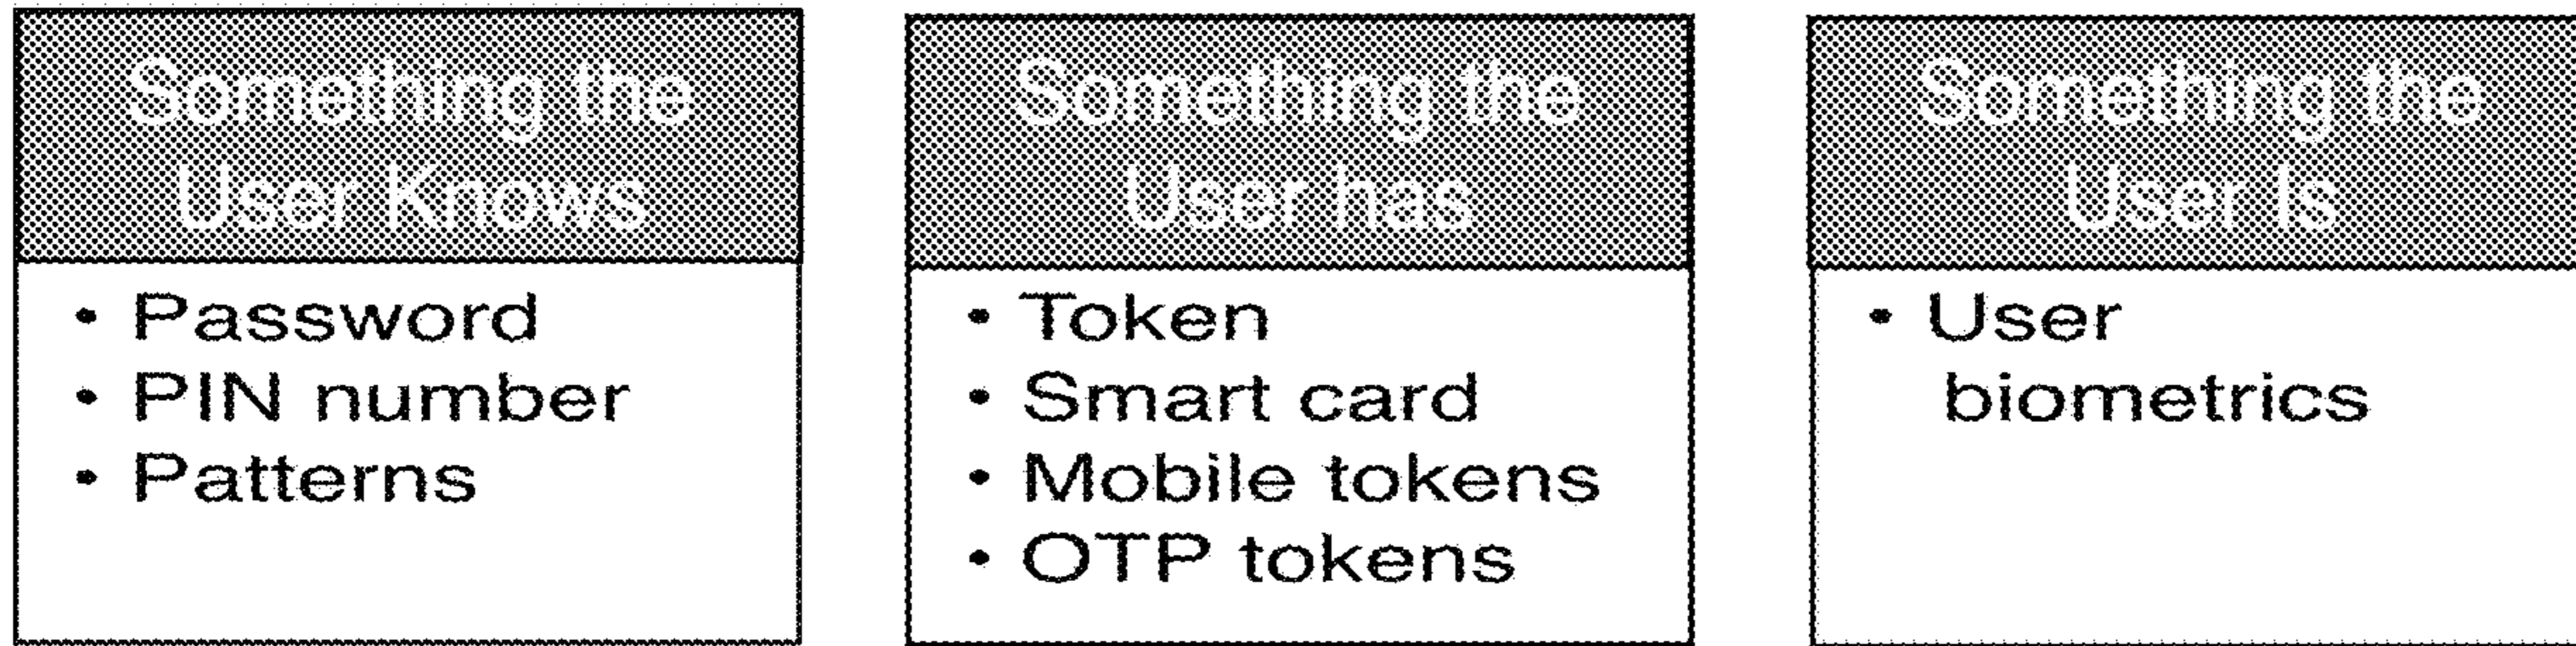 Something the
User Knows
• Password
• PIN number
• Patterns
Something the
User has
• Token
• Smart card
• Mobile tokens
• OTP tokens
Something the
User Is
• User
biometrics